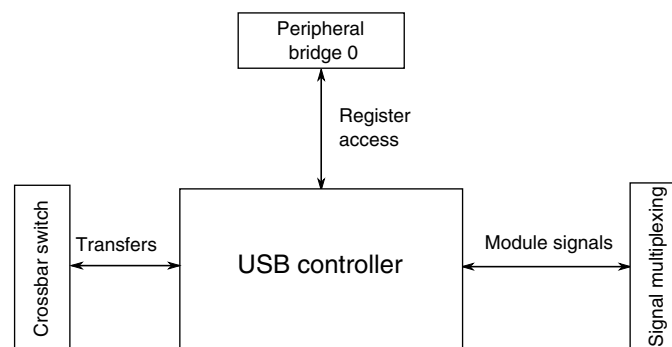 Peripheral
bridge 0
Register
access
Crossbar switch
Transfers
USB controller
Module signals
Signal multiplexing